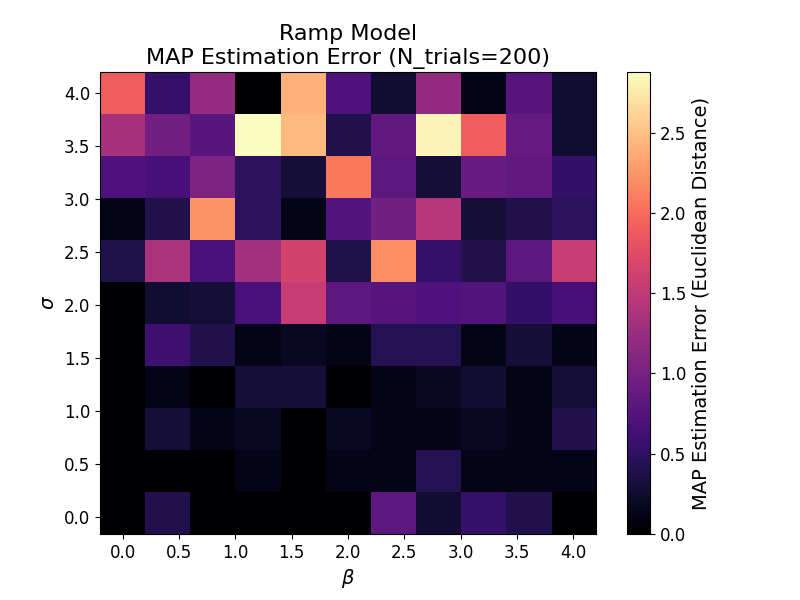 Ramp Model
MAP Estimation Error (N_trials=200)
4.0
3.5
3.0
2.5
2.0
1.5
1.0
0.5
0.0
σ
0.0 0.5 1.0 1.5 2.0 2.5 3.0 3.5 4.0
β
2.5
2.0
1.5
1.0
0.5
0.0
MAP Estimation Error (Euclidean Distance)